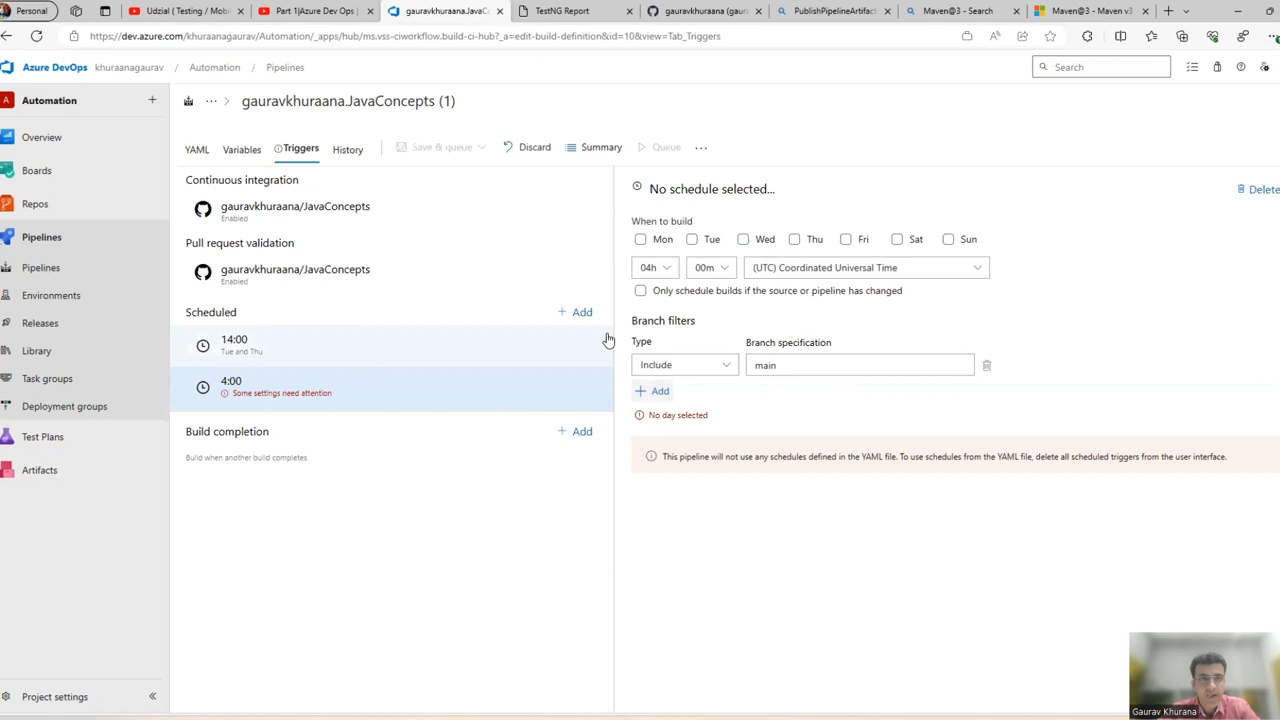 Personal
Udzial ( Testing / Mobil
Part 1|Azure Dev Ops |
gauravkhuraana.JavaC
TestNG Report
gauravkhuraana (gaur
PublishPipelineArtifact
Maven@3 - Search
Maven@3 - Maven v3
https://dev.azure.com/khuraanagaurav/Automation/_apps/hub/ms.vss-ciworkflow.build-ci-hub?_a=edit-build-definition&id=10&view=Tab_Triggers
Azure DevOps khuraanagaurav / Automation / Pipelines
Search
A Automation
Overview
Boards
Repos
Pipelines
Pipelines
Environments
Releases
Library
Task groups
Deployment groups
Test Plans
Artifacts
Project settings
... > gauravkhuraana.JavaConcepts (1)
YAML Variables Triggers History Save & queue Discard Summary Queue ...
Continuous integration
gauravkhuraana/JavaConcepts
Enabled
Pull request validation
gauravkhuraana/JavaConcepts
Enabled
Scheduled + Add
14:00
Tue and Thu
4:00
Some settings need attention
Build completion + Add
Build when another build completes
No schedule selected...
Delete
When to build
Mon Tue Wed Thu Fri Sat Sun
04h 00m (UTC) Coordinated Universal Time
Only schedule builds if the source or pipeline has changed
Branch filters
Type Branch specification
Include main
+ Add
No day selected
This pipeline will not use any schedules defined in the YAML file. To use schedules from the YAML file, delete all scheduled triggers from the user interface.
Gaurav Khurana